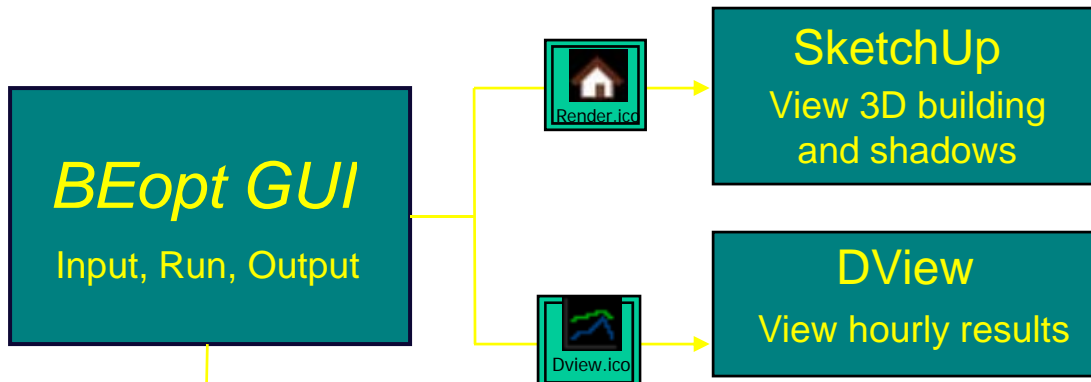 BEopt GUI
Input, Run, Output
Render.ico
SketchUp
View 3D building
and shadows
Dview.ico
DView
View hourly results